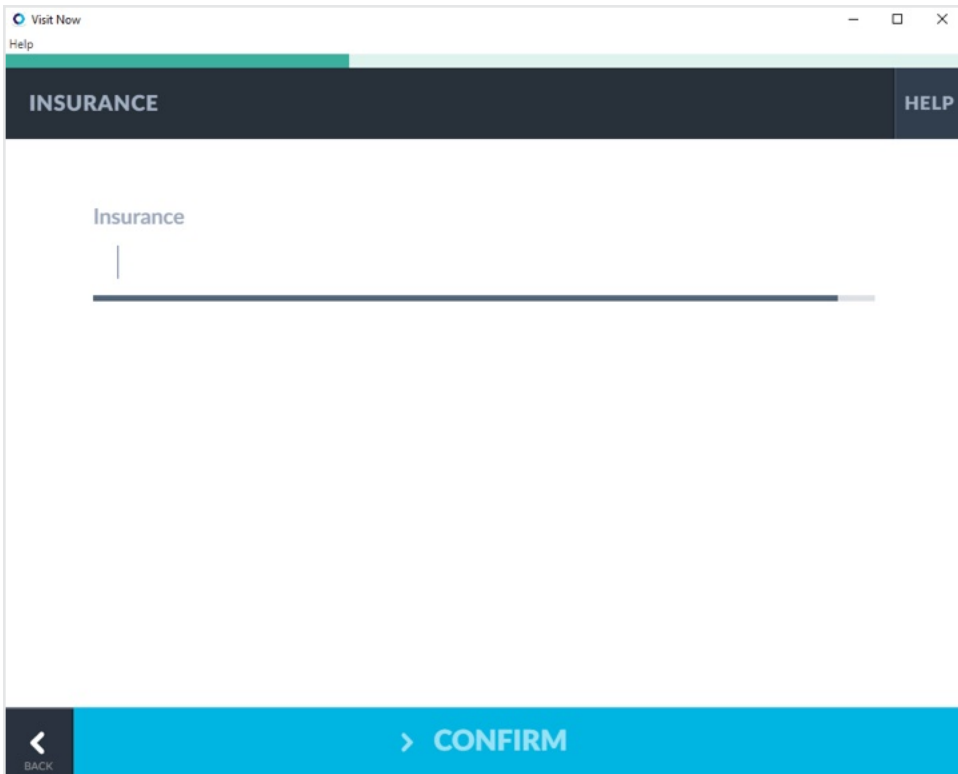 Visit Now
Help
INSURANCE
HELP
Insurance
BACK
CONFIRM